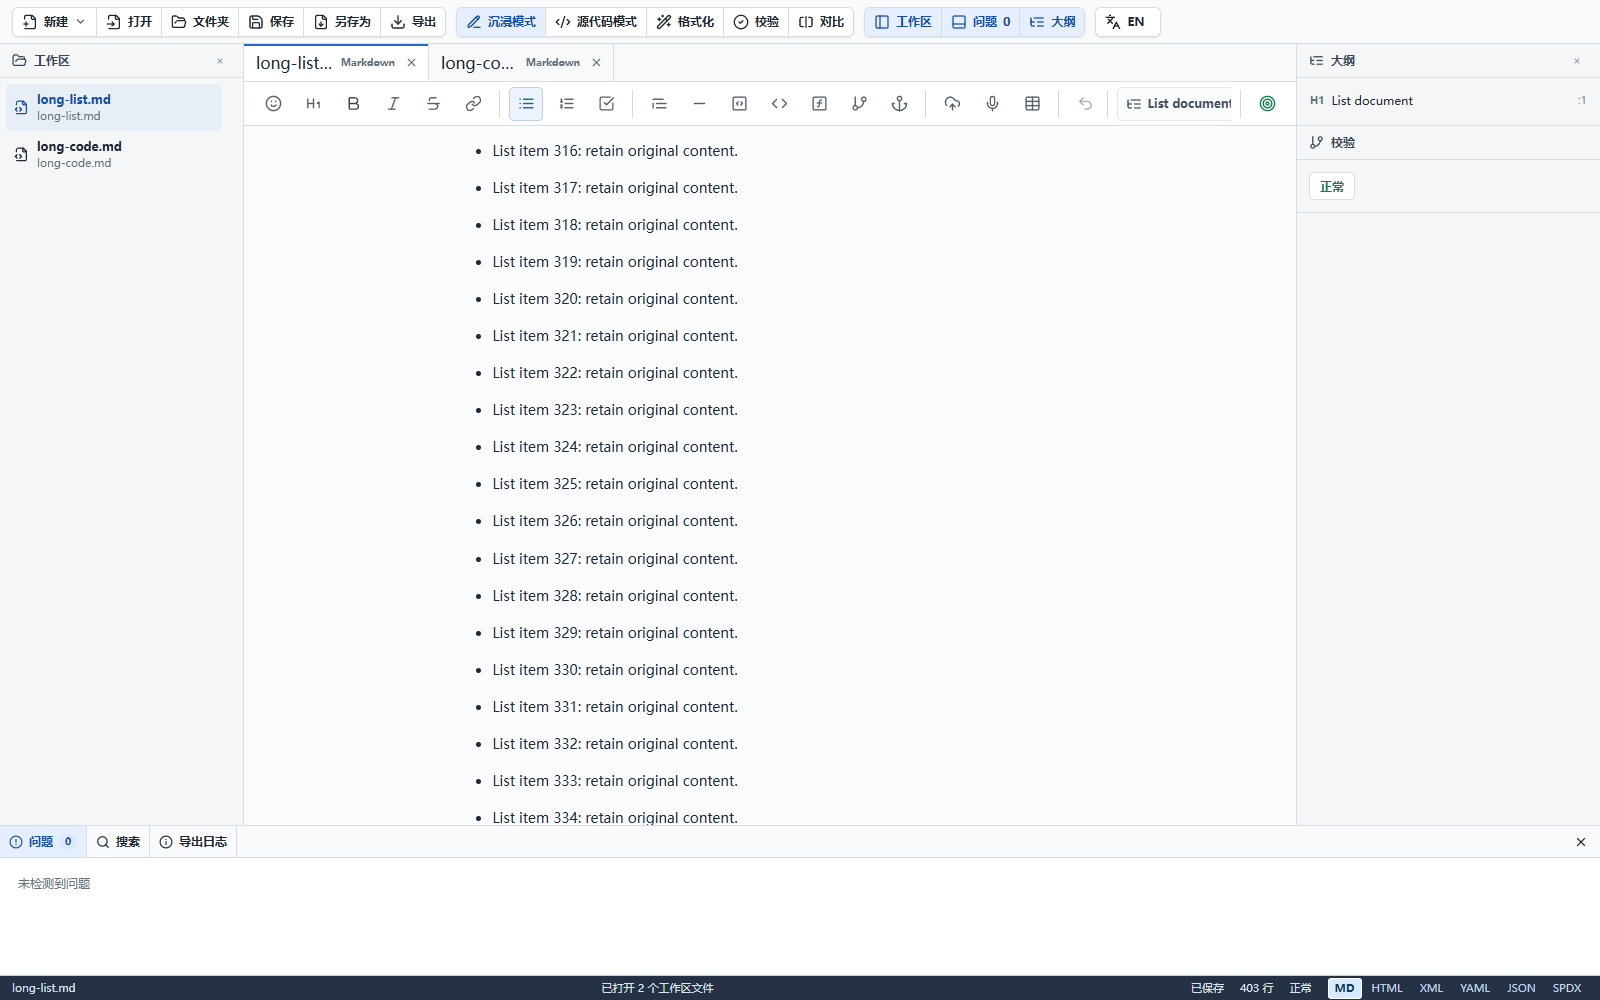 新建 打开 文件夹 保存 另存为 导出 沉浸模式 源代码模式 格式化 校验 对比 工作区 问题 0 大纲 EN
工作区 ×
long-list.md
long-list.md
long-code.md
long-code.md
long-list... Markdown ×
long-co... Markdown ×
H1 B I S List document
List item 316: retain original content.
List item 317: retain original content.
List item 318: retain original content.
List item 319: retain original content.
List item 320: retain original content.
List item 321: retain original content.
List item 322: retain original content.
List item 323: retain original content.
List item 324: retain original content.
List item 325: retain original content.
List item 326: retain original content.
List item 327: retain original content.
List item 328: retain original content.
List item 329: retain original content.
List item 330: retain original content.
List item 331: retain original content.
List item 332: retain original content.
List item 333: retain original content.
List item 334: retain original content.
大纲 ×
H1 List document :1
校验
正常
问题 0 搜索 导出日志 ×
未检测到问题
long-list.md 已打开 2 个工作区文件 已保存 403 行 正常 MD HTML XML YAML JSON SPDX